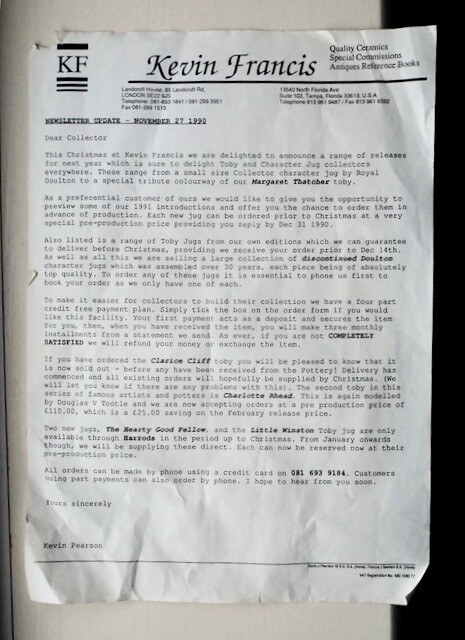 KF
Kevin Francis
Quality Ceramics
Special Commissions
Antiques Reference Books
Landcroft House, 85 Landcroft Rd,
LONDON SE22 9JS
Telephone: 081-693 1841 / 081-299 3951
Fax 081-299 1513
13540 North Florida Ave
Suite 103, Tampa, Florida 33613, U.S.A
Telephone 813 961 9487 / Fax 813 961
NEWSLETTER UPDATE - NOVEMBER 27 1990
Dear Collector
This Christmas at Kevin Francis we are delighted to announce a range of releases
for next year which is sure to delight Toby and Character Jug collectors
everywhere. These range from a small size Collector character jug by Royal
Doulton to a special tribute colourway of our Margaret Thatcher toby.
As a preferential customer of ours we would like to give you the opportunity to
preview some of our 1991 introductions and offer you the chance to order them in
advance of production. Each new jug can be ordered prior to Christmas at a very
special pre-production price providing you reply by Dec 31 1990.
Also listed is a range of Toby Jugs from our own editions which we can guarantee
to deliver before Christmas, providing we receive your order prior to Dec 14th.
As well as all this we are selling a large collection of discontinued Doulton
character jugs which was assembled over 30 years, each piece being of absolutely
top quality. To order any of these jugs it is essential to phone us first to
book your order as we only have one of each.
To make it easier for collectors to build their collection we have a four part
credit free payment plan. Simply tick the box on the order form if you would
like this facility. Your first payment acts as a deposit and secures the item
for you, then, when you have received the item, you will make three monthly
installments from a statement we send. As ever, if you are not COMPLETELY
SATISFIED we will refund your money or exchange the item.
If you have ordered the Clarice Cliff toby you will be pleased to know that it
is now sold out - before any have been received from the Pottery! Delivery has
commenced and all existing orders will hopefully be supplied by Christmas. (We
will let you know if there are any problems with this). The second toby in this
series of famous artists and potters is Charlotte Rhead. This is again modelled
by Douglas V Tootle and we are now accepting orders at a pre production price of
£110.00, which is a £25.00 saving on the February release price.
Two new jugs, The Hearty Good Fellow, and the Little Winston Toby jug are only
available through Harrods in the period up to Christmas. From January onwards
though, we will be supplying these direct. Each can now be reserved now at their
pre-production price.
All orders can be made by phone using a credit card on 081 693 9184. Customers
using part payments can also order by phone. I hope to hear from you soon.
Yours sincerely
Kevin Pearson
VAT Registration No.